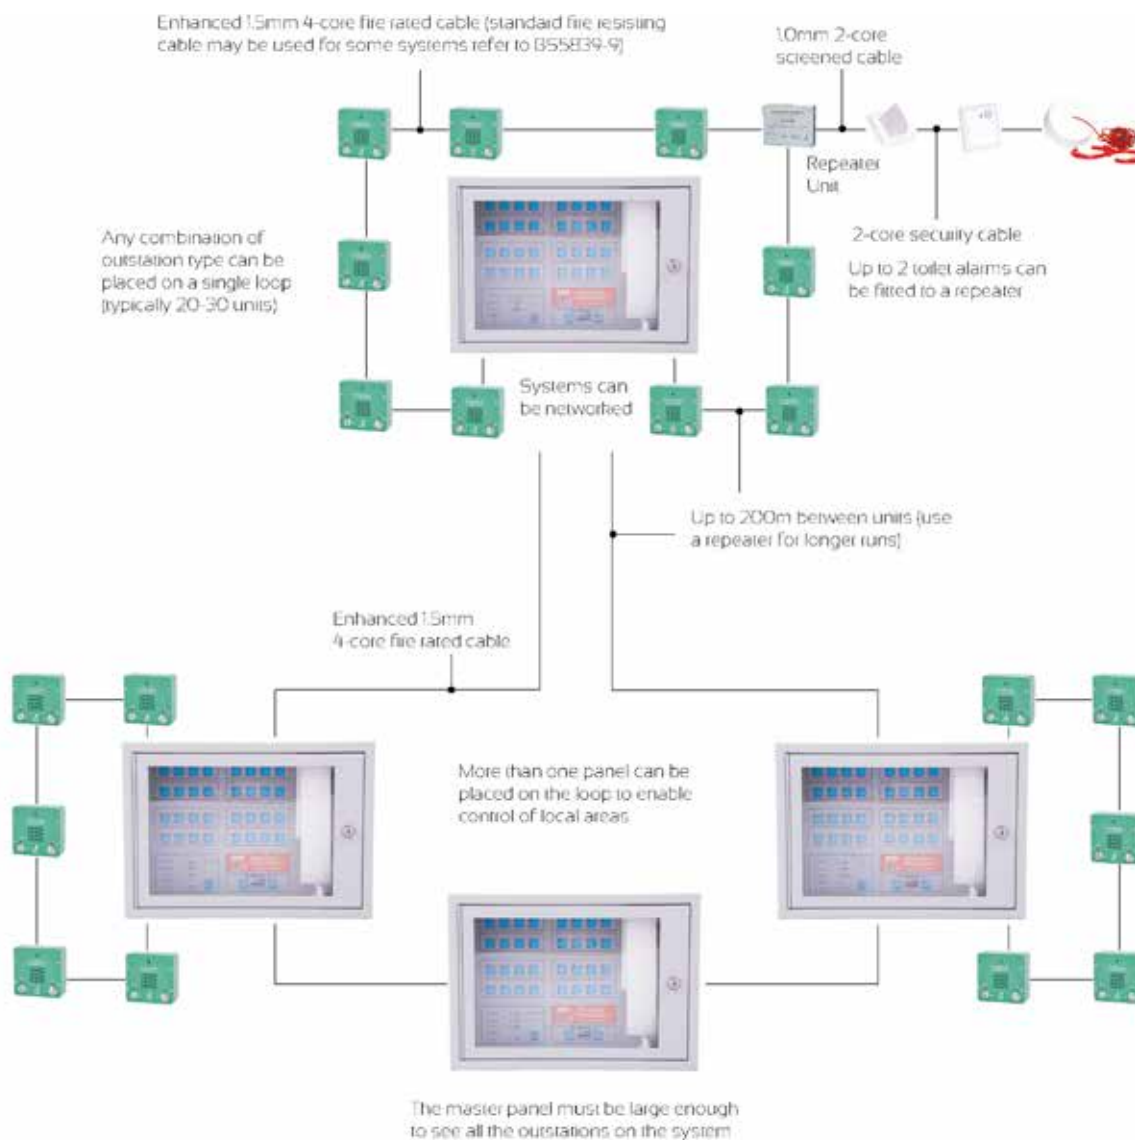 Enhanced 1.5mm 4-core fire rated cable (standard fire resisting
cable may be used for some systems refer to BS5839-9)
1.0mm 2-core
screened cable
Repeater
Unit
2-core security cable
Up to 2 toilet alarms can
be fitted to a repeater
Any combination of
outstation type can be
placed on a single loop
(typically 20-30 units)
Systems can
be networked
Up to 200m between units (use
a repeater for longer runs)
Enhanced 1.5mm
4-core fire rated cable
More than one panel can be
placed on the loop to enable
control of local areas
The master panel must be large enough
to see all the outstations on the system